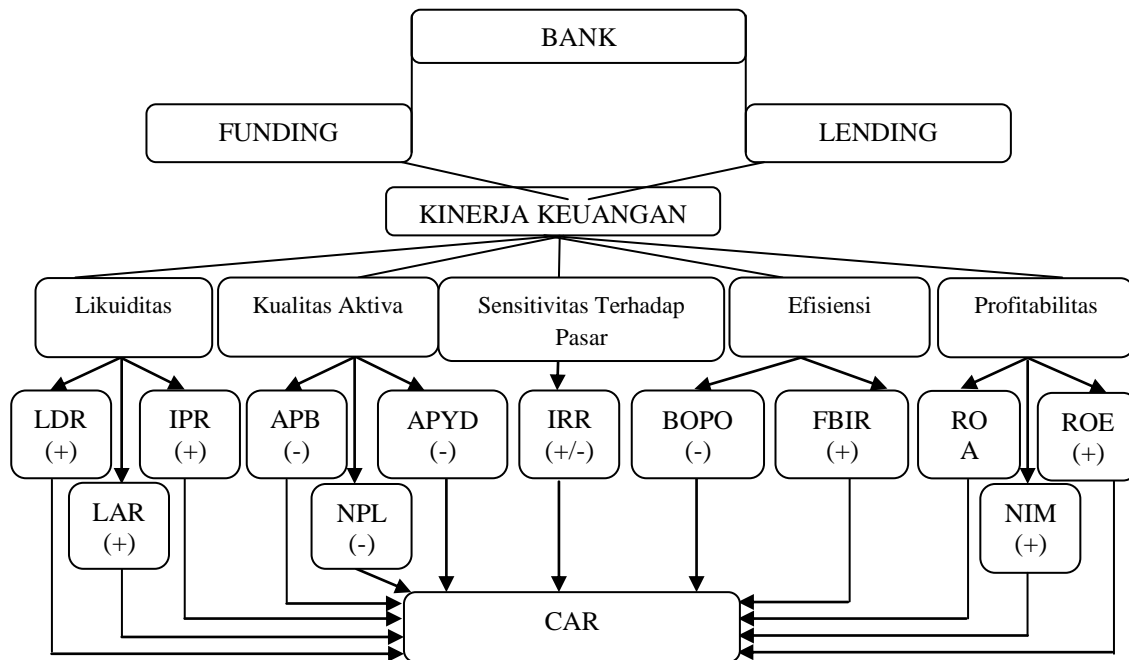 BANK
FUNDING
LENDING
KINERJA KEUANGAN
Likuiditas
Kualitas Aktiva
Sensitivitas Terhadap
Pasar
Efisiensi
Profitabilitas
LDR
(+)
IPR
(+)
APB
(-)
APYD
(-)
IRR
(+/-)
BOPO
(-)
FBIR
(+)
RO
A
ROE
(+)
LAR
(+)
NPL
(-)
NIM
(+)
CAR